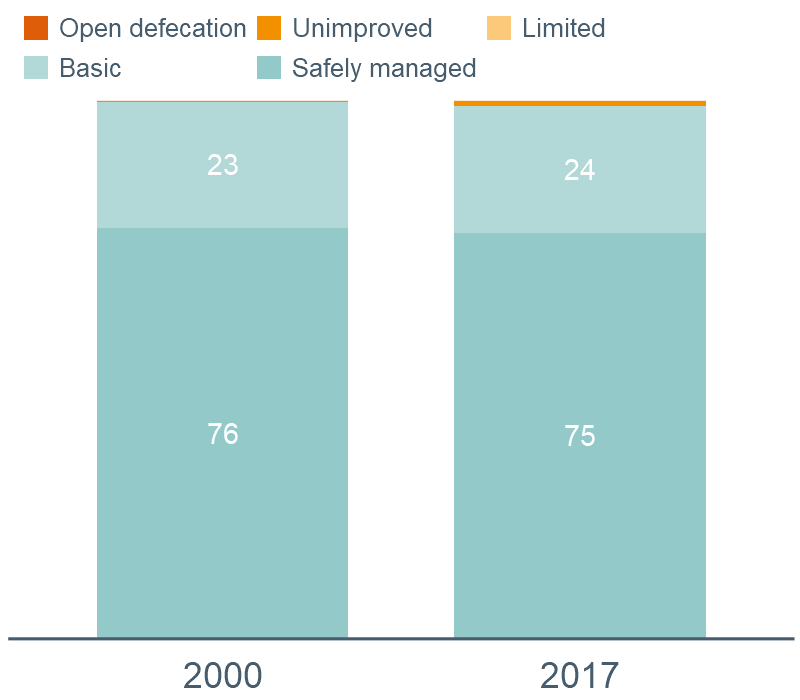 Open defecation Unimproved Limited
Basic Safely managed
23 24
76 75
2000 2017